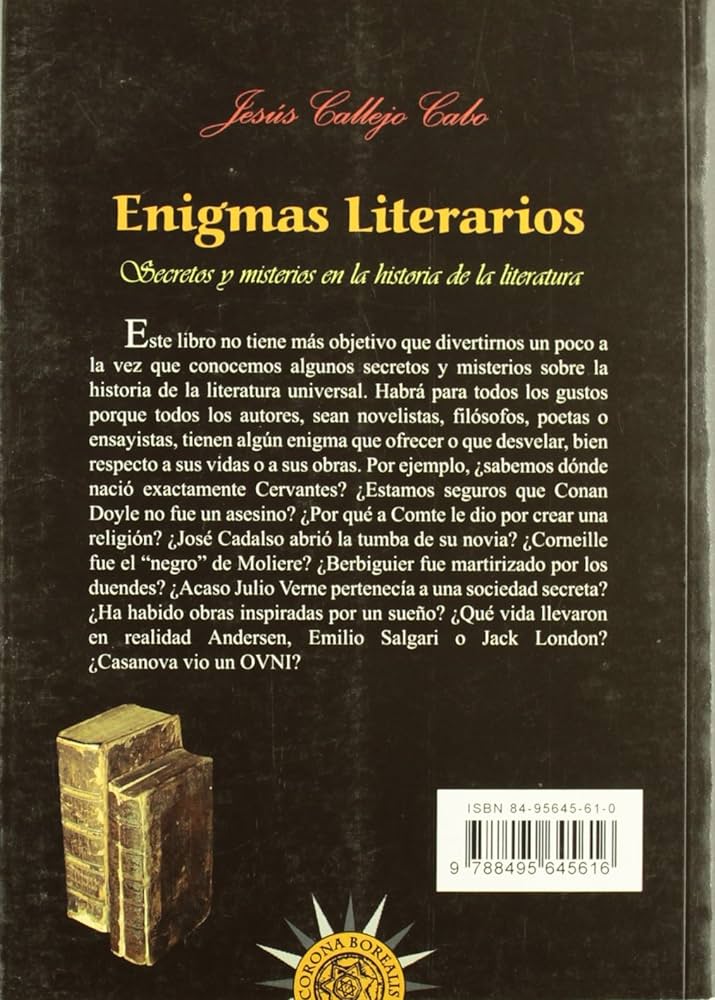 Jesús Callejo Cabo
Enigmas Literarios
Secretos y misterios en la historia de la literatura
Este libro no tiene más objetivo que divertirnos un poco a
la vez que conocemos algunos secretos y misterios sobre la
historia de la literatura universal. Habrá para todos los gustos
porque todos los autores, sean novelistas, filósofos, poetas o
ensayistas, tienen algún enigma que ofrecer o que desvelar, bien
respecto a sus vidas o a sus obras. Por ejemplo, ¿sabemos dónde
nació exactamente Cervantes? ¿Estamos seguros que Conan
Doyle no fue un asesino? ¿Por qué a Comte le dio por crear una
religión? ¿José Cadalso abrió la tumba de su novia? ¿Corneille
fue el “negro” de Moliere? ¿Berbiguier fue martirizado por los
duendes? ¿Acaso Julio Verne pertenecía a una sociedad secreta?
¿Ha habido obras inspiradas por un sueño? ¿Qué vida llevaron
en realidad Andersen, Emilio Salgari o Jack London?
¿Casanova vio un OVNI?
ISBN 84-95645-61-0
9 788495 645616
CORONA BOREALIS